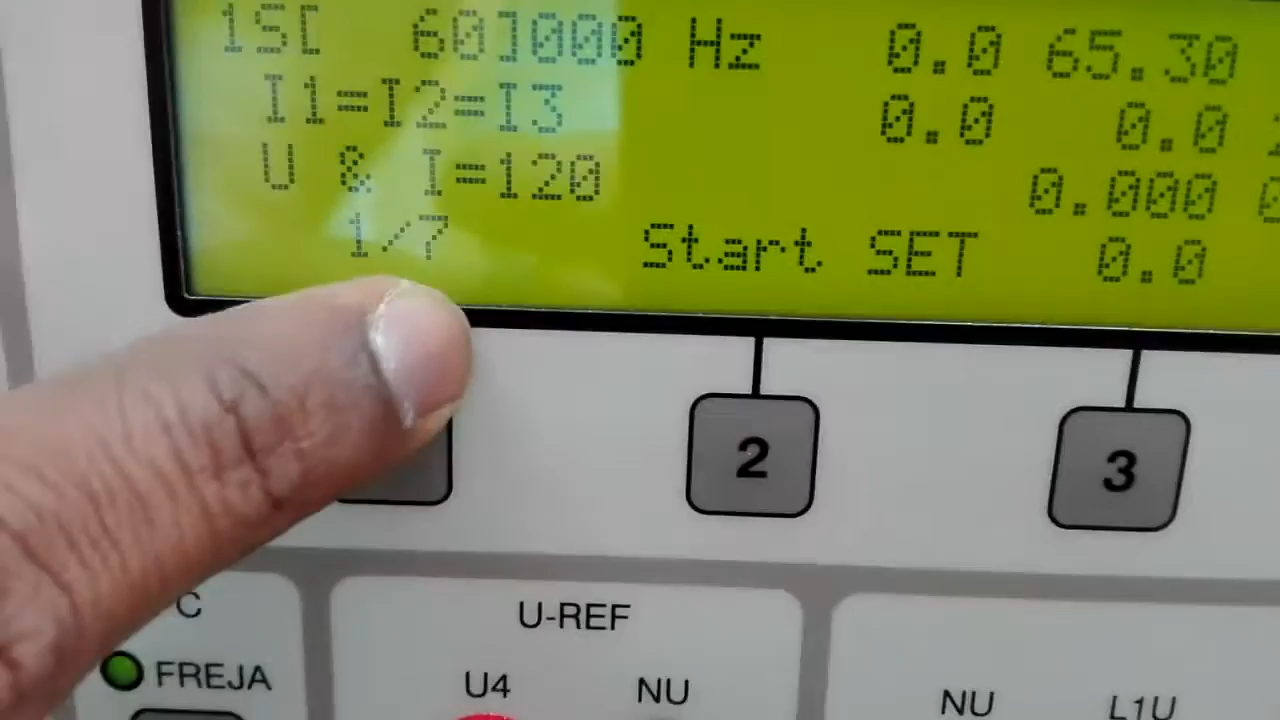 1S[ 60]000 Hz 0.0 65.30
I1=I2=I3 0.0 0.0
U & I=120 0.000
1/7 Start SET 0.0
2
3
C
U-REF
FREJA
U4
NU
NU
L1U